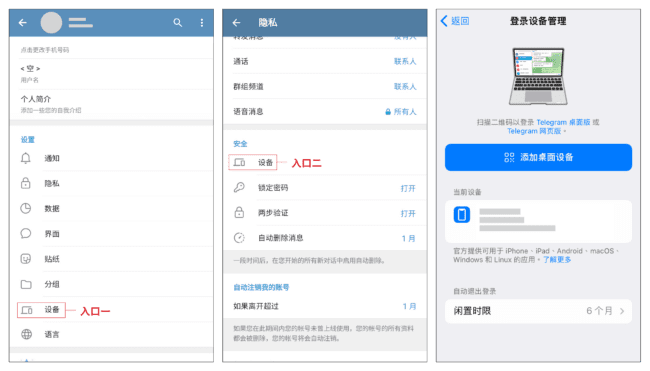 点击更改手机号码
< 空 >
用户名
个人简介
添加一些您的自我介绍
设置
通知
隐私
数据
界面
贴纸
分组
设备
入口一
语言
隐私
转发消息 没有人
通话 联系人
群组频道 联系人
语音消息 所有人
安全
设备
入口二
锁定密码 打开
两步验证 打开
自动删除消息 1 月
一段时间后，在您开始的所有新对话中启用自动删除。
自动注销我的账号
如果离开超过 1 月
如果您在此期间内您的帐号未曾上线使用，您的帐号的所有资料
都会被删除，您的帐号将会自动注销。
返回
登录设备管理
扫描二维码以登录 Telegram 桌面版 或
Telegram 网页版。
添加桌面设备
当前设备
官方提供可用于 iPhone、iPad、Android、macOS、
Windows 和 Linux 的应用。了解更多
自动退出登录
闲置时限 6 个月